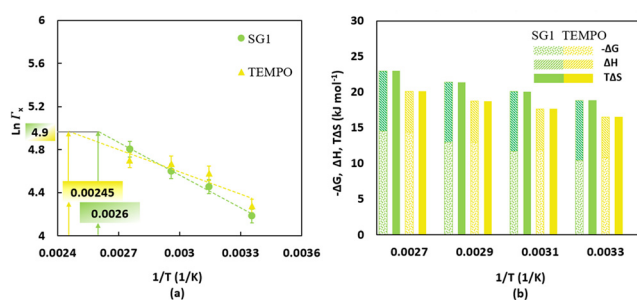 6
5.6
5.2
Ln Γx
4.9
4.8
4.4
4
SG1
TEMPO
0.00245
0.0026
0.0024 0.0027 0.003 0.0033 0.0036
1/T (1/K)
(a)
-ΔG, ΔH, TΔS (kJ mol⁻¹)
30
25
20
15
10
5
0
SG1 TEMPO
-ΔG
ΔH
TΔS
0.0027 0.0029 0.0031 0.0033
1/T (1/K)
(b)